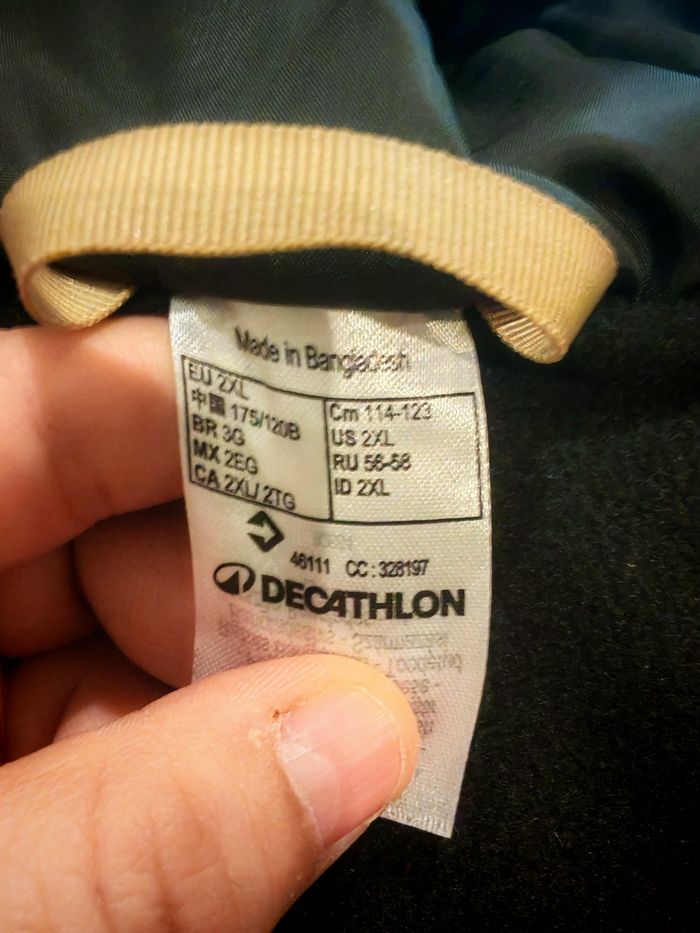 Made in Bangladesh
EU 2XL
中国 175/120B
BR 3G
MX 2EG
CA 2XL/ 2TG
Cm 114-123
US 2XL
RU 56-58
ID 2XL
46111 CC : 328197
DECATHLON